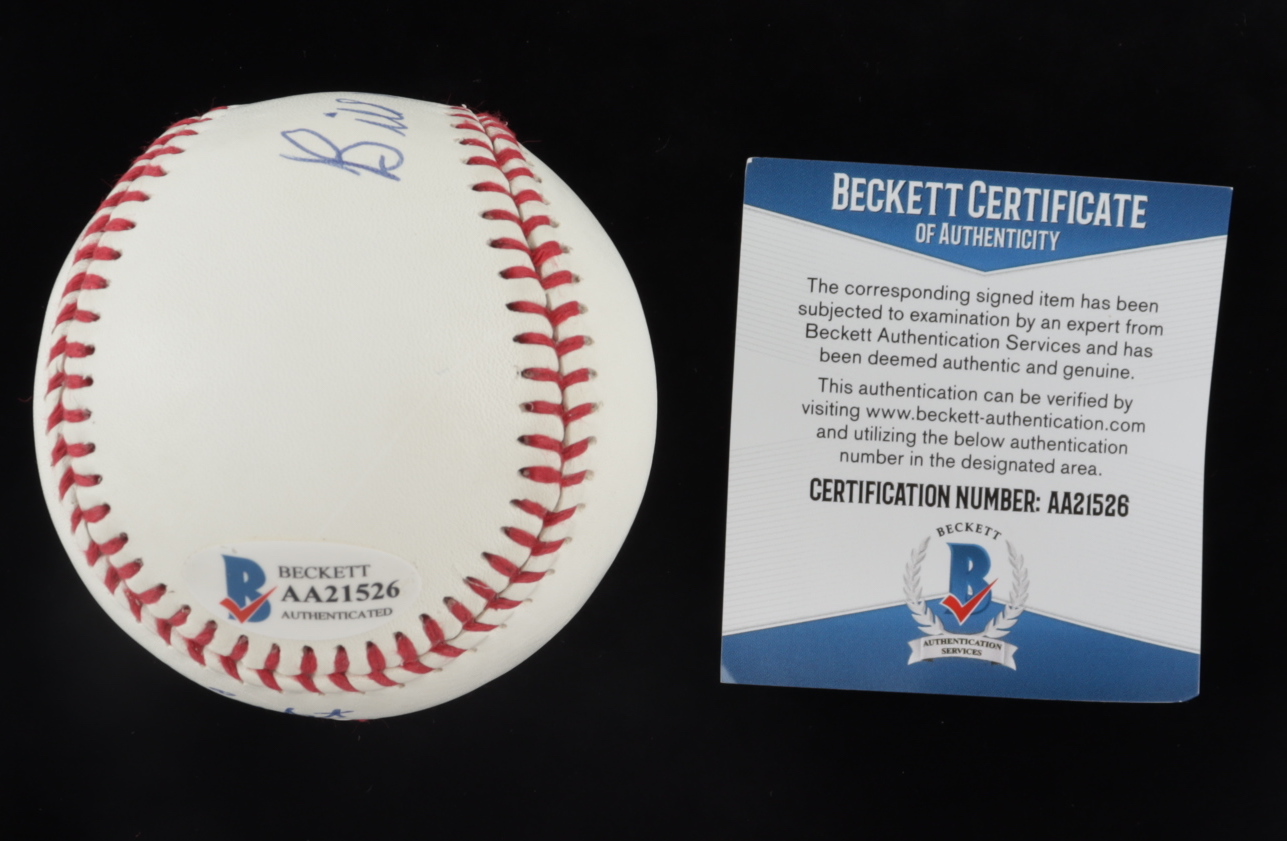 Bill
BECKETT
AA21526
AUTHENTICATED
BECKETT CERTIFICATE
OF AUTHENTICITY
The corresponding signed item has been
subjected to examination by an expert from
Beckett Authentication Services and has
been deemed authentic and genuine.
This authentication can be verified by
visiting www.beckett-authentication.com
and utilizing the below authentication
number in the designated area.
CERTIFICATION NUMBER: AA21526
BECKETT
B
AUTHENTICATION
SERVICES